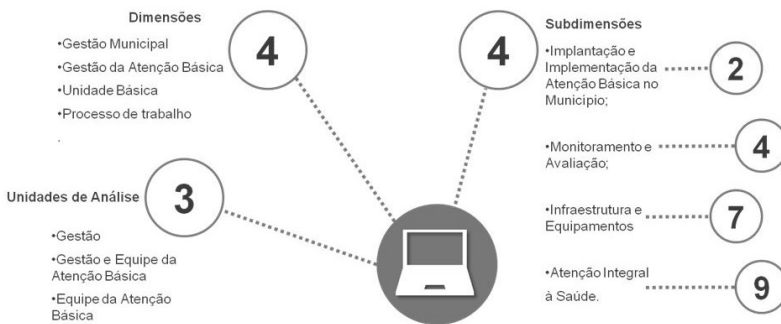 Dimensões
4
•Gestão Municipal
•Gestão da Atenção Básica
•Unidade Básica
•Processo de trabalho
.
Unidades de Análise
3
•Gestão
•Gestão e Equipe da
Atenção Básica
•Equipe da Atenção
Básica
4
Subdimensões
•Implantação e
Implementação da
Atenção Básica no
Município;
2
•Monitoramento e
Avaliação;
4
•Infraestrutura e
Equipamentos
7
•Atenção Integral
à Saúde.
9